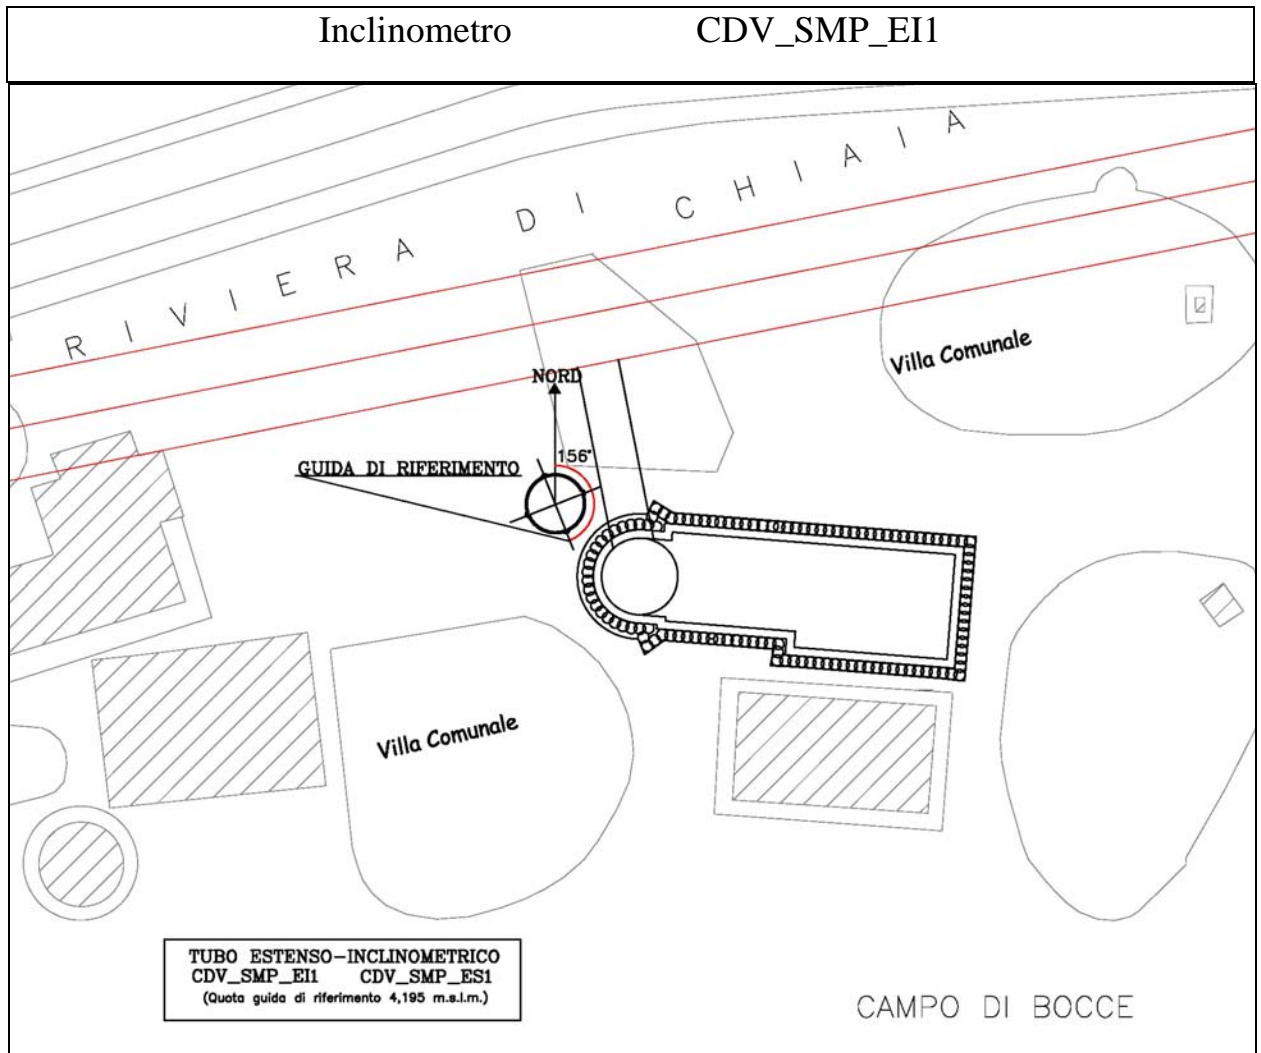 Inclinometro CDV_SMP_EI1
RIVIERA DI CHIAIA
Villa Comunale
NORD
156°
GUIDA DI RIFERIMENTO
Villa Comunale
TUBO ESTENSO-INCLINOMETRICO
CDV_SMP_EI1 CDV_SMP_ES1
(Quota guida di riferimento 4,195 m.s.l.m.)
CAMPO DI BOCCE